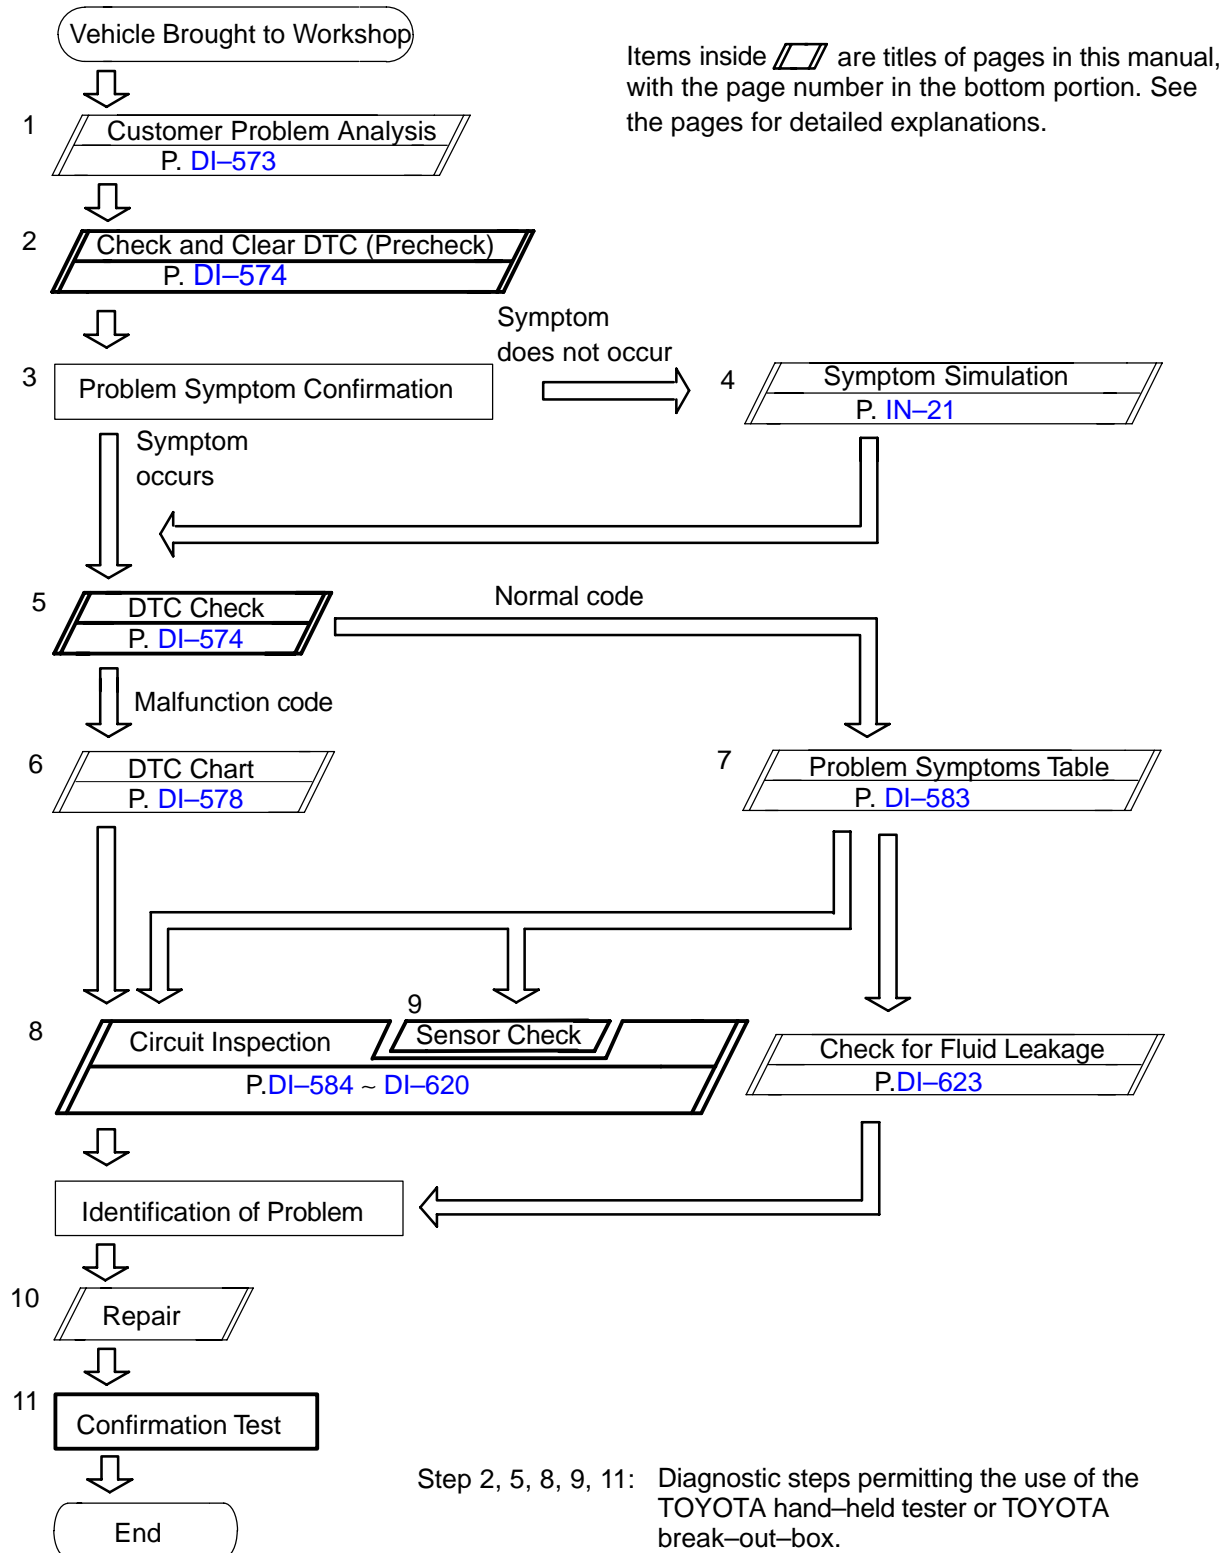 Vehicle Brought to Workshop
Items inside are titles of pages in this manual,
with the page number in the bottom portion. See
the pages for detailed explanations.
1
Customer Problem Analysis
P. DI–573
2
Check and Clear DTC (Precheck)
P. DI–574
Symptom
does not occur
3
Problem Symptom Confirmation
4
Symptom Simulation
P. IN–21
Symptom
occurs
5
DTC Check
P. DI–574
Normal code
Malfunction code
6
DTC Chart
P. DI–578
7
Problem Symptoms Table
P. DI–583
8
Circuit Inspection
9
Sensor Check
P.DI–584 ~ DI–620
Check for Fluid Leakage
P.DI–623
Identification of Problem
10
Repair
11
Confirmation Test
Step 2, 5, 8, 9, 11: Diagnostic steps permitting the use of the
TOYOTA hand–held tester or TOYOTA
break–out–box.
End